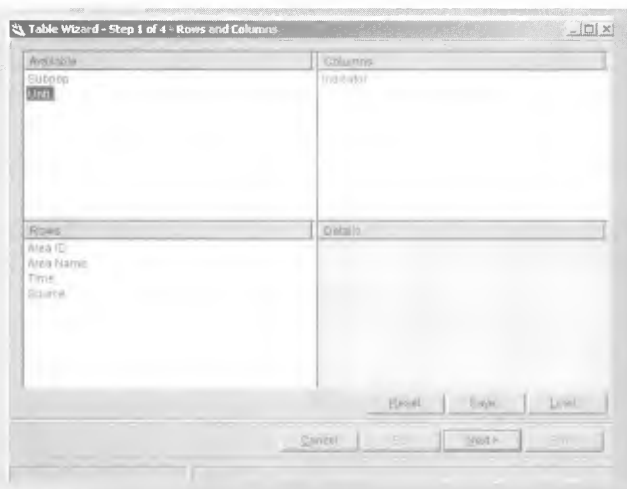 Table Wizard - Step 1 of 4 - Rows and Columns
Available
Subpop
Unit
Columns
Indicator
Rows
Area ID
Area Name
Time
Source
Details
Reset
Save
Load
Cancel
Next >